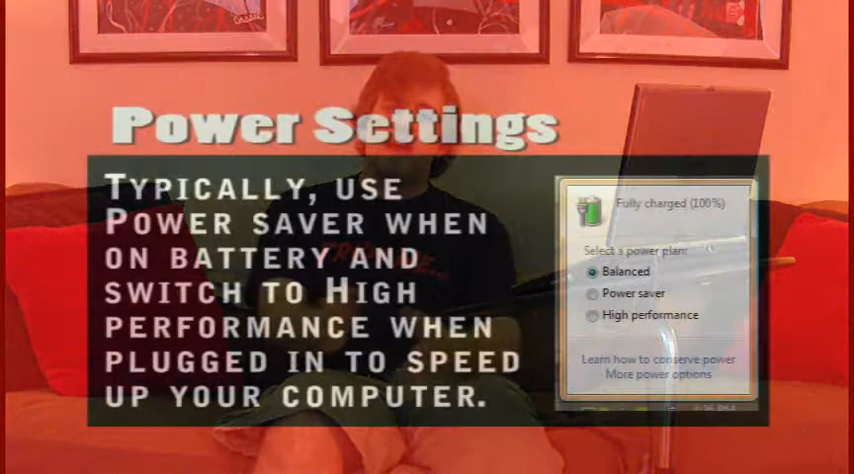 Power Settings
Typically, use
Power saver when
on battery and
switch to High
performance when
plugged in to speed
up your computer.
Fully charged (100%)
Select a power plan:
Balanced
Power saver
High performance
Learn how to conserve power
More power options